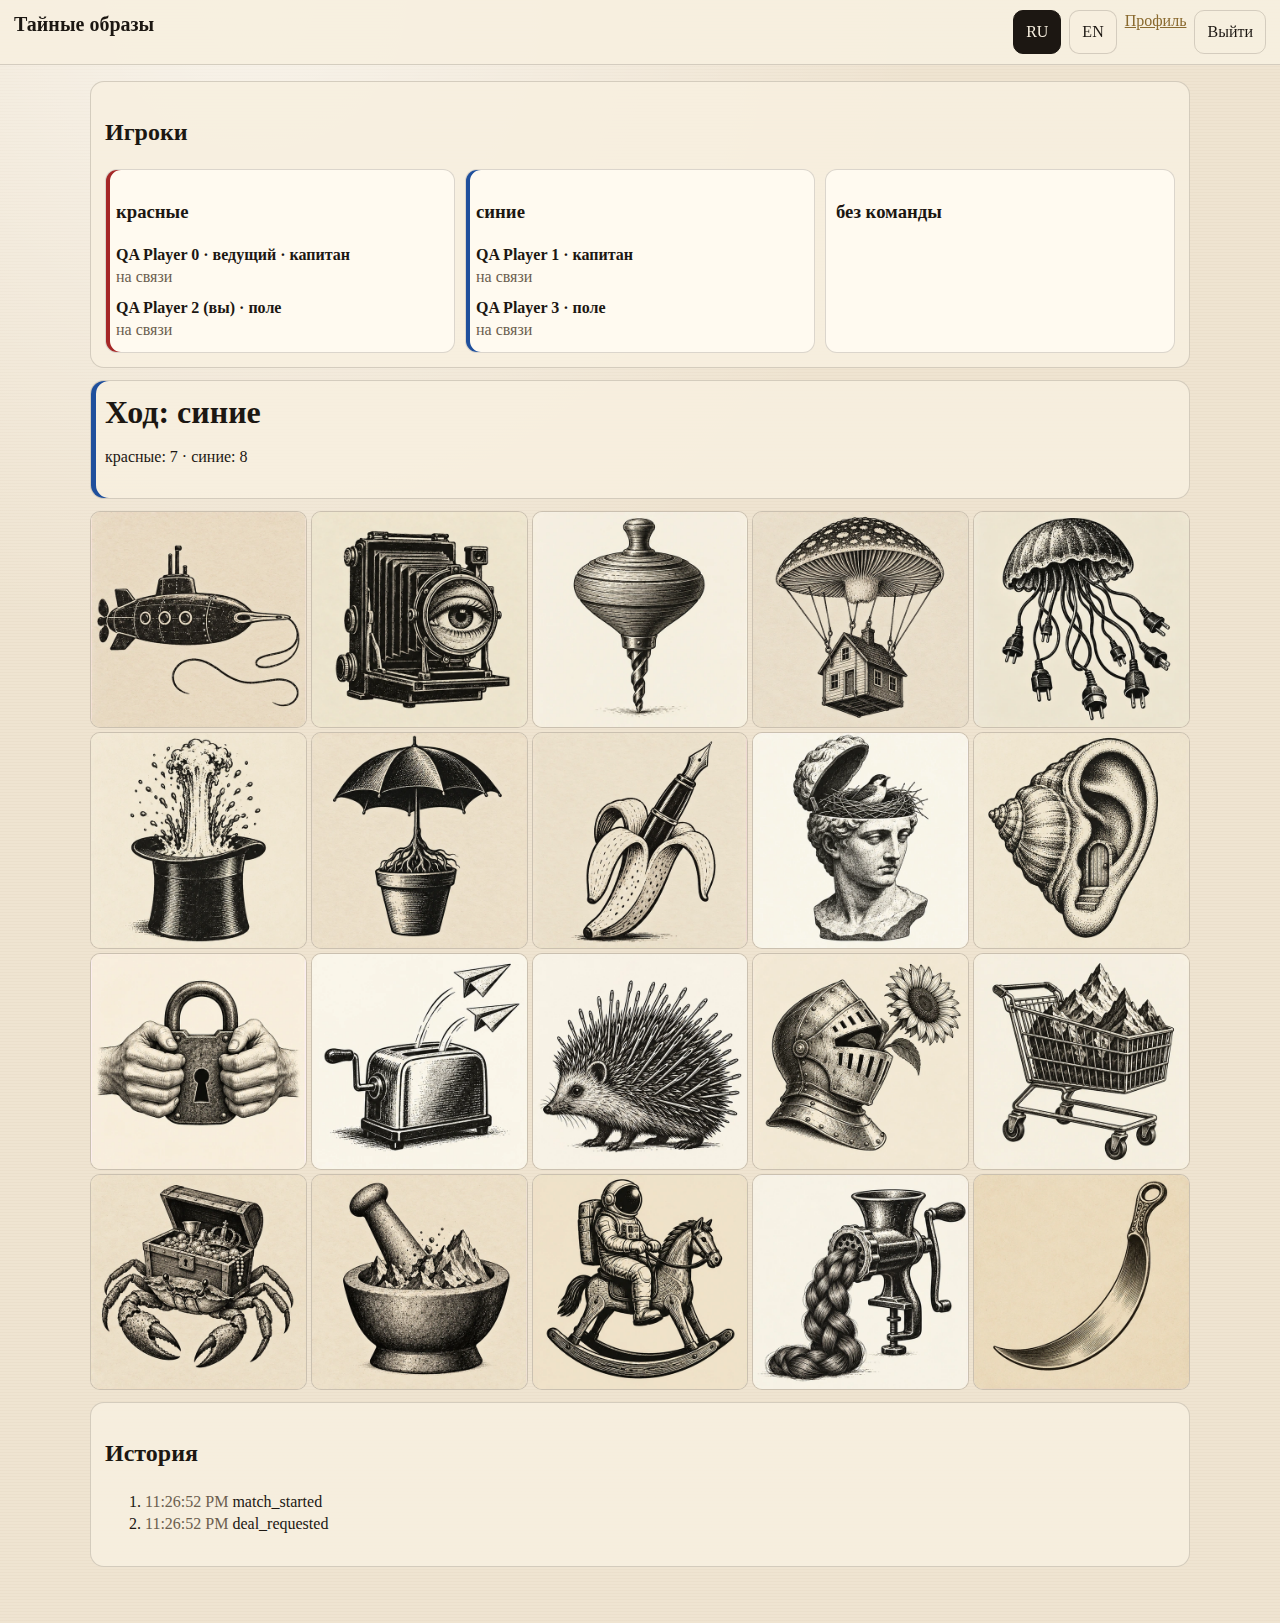 Тайные образы
RU
EN
Профиль
Выйти
Игроки
красные
QA Player 0 · ведущий · капитан
на связи
QA Player 2 (вы) · поле
на связи
синие
QA Player 1 · капитан
на связи
QA Player 3 · поле
на связи
без команды
Ход: синие
красные: 7 · синие: 8
История
1. 11:26:52 PM match_started
2. 11:26:52 PM deal_requested